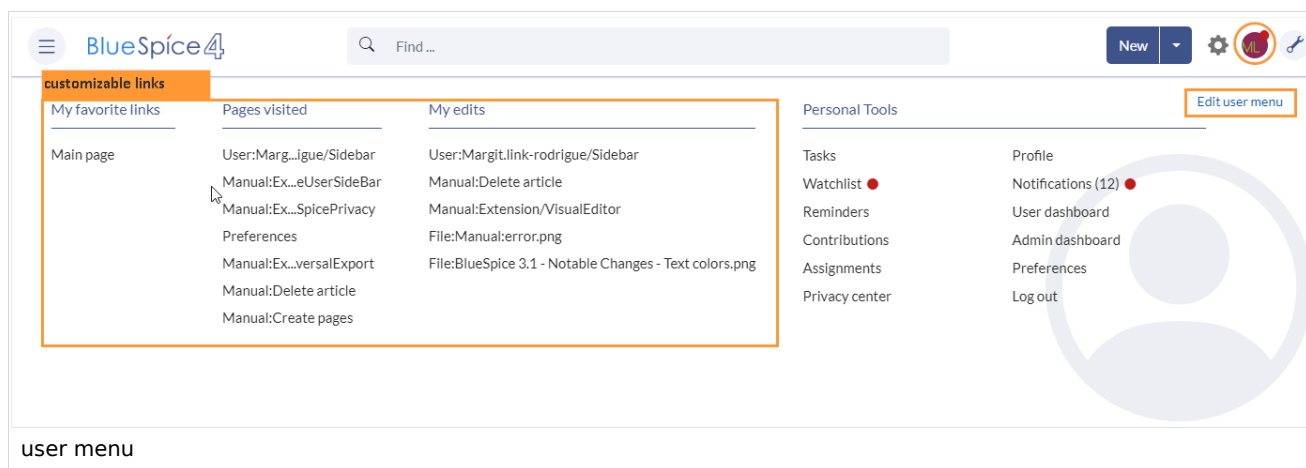 BlueSpice 4
Find ...
New
ML
customizable links
My favorite links
Main page
Pages visited
User:Marg...igue/Sidebar
Manual:Ex...eUserSideBar
Manual:Ex...SpicePrivacy
Preferences
Manual:Ex...versalExport
Manual:Delete article
Manual:Create pages
My edits
User:Margit.link-rodrigue/Sidebar
Manual:Delete article
Manual:Extension/VisualEditor
File:Manual:error.png
File:BlueSpice 3.1 - Notable Changes - Text colors.png
Personal Tools
Edit user menu
Tasks
Watchlist
Reminders
Contributions
Assignments
Privacy center
Profile
Notifications (12)
User dashboard
Admin dashboard
Preferences
Log out
user menu